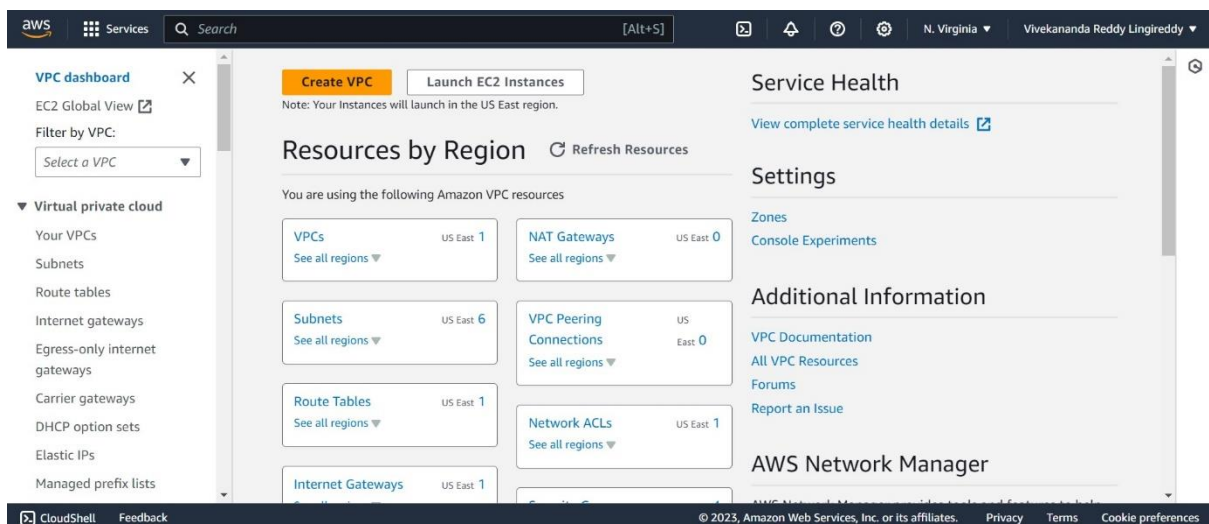 aws
Services
Search
[Alt+S]
N. Virginia
Vivekananda Reddy Lingireddy
VPC dashboard
EC2 Global View
Filter by VPC:
Select a VPC
Virtual private cloud
Your VPCs
Subnets
Route tables
Internet gateways
Egress-only internet
gateways
Carrier gateways
DHCP option sets
Elastic IPs
Managed prefix lists
Create VPC
Launch EC2 Instances
Note: Your Instances will launch in the US East region.
Resources by Region
Refresh Resources
You are using the following Amazon VPC resources
VPCs US East 1
See all regions
NAT Gateways US East 0
See all regions
Subnets US East 6
See all regions
VPC Peering US
Connections East 0
See all regions
Route Tables US East 1
See all regions
Network ACLs US East 1
See all regions
Internet Gateways US East 1
Service Health
View complete service health details
Settings
Zones
Console Experiments
Additional Information
VPC Documentation
All VPC Resources
Forums
Report an Issue
AWS Network Manager
CloudShell
Feedback
© 2023, Amazon Web Services, Inc. or its affiliates.
Privacy
Terms
Cookie preferences